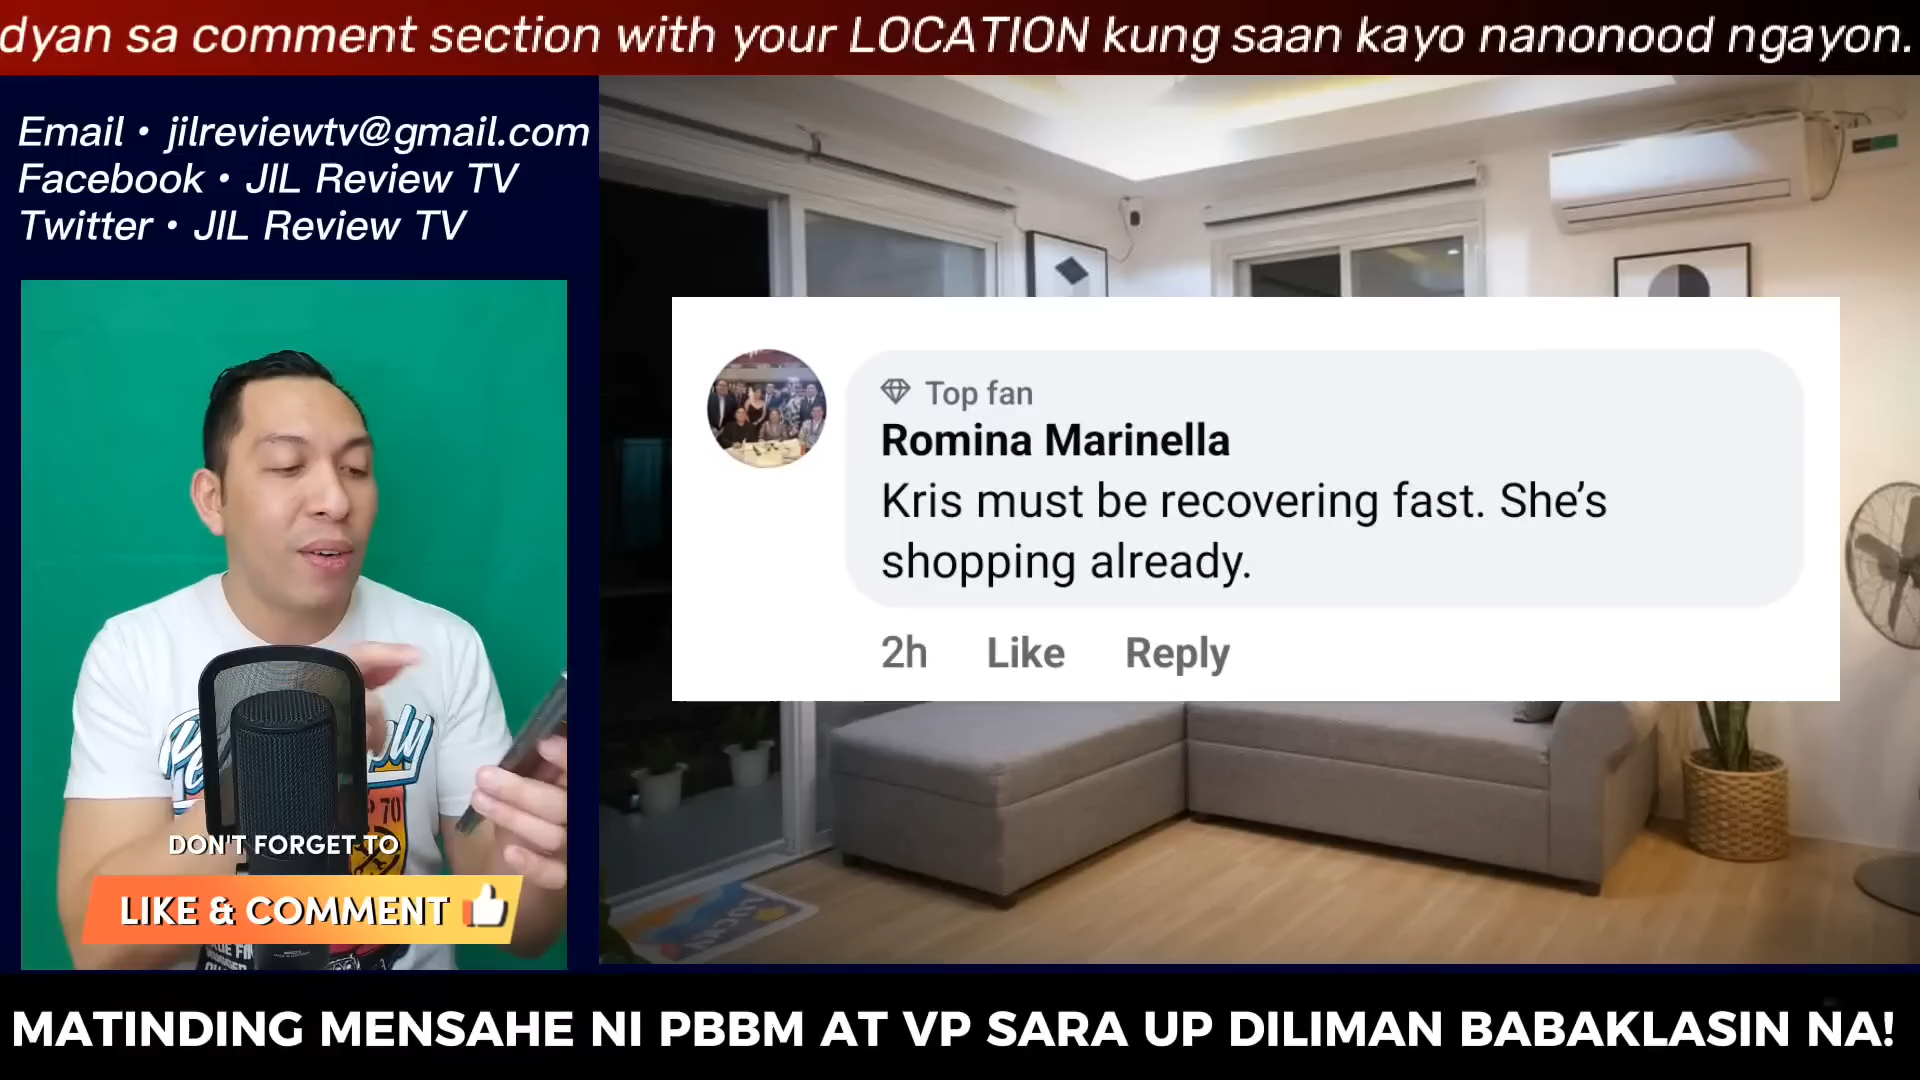 dyan sa comment section with your LOCATION kung saan kayo nanonood ngayon.
Email • jilreviewtv@gmail.com
Facebook • JIL Review TV
Twitter • JIL Review TV
Top fan
Romina Marinella
Kris must be recovering fast. She’s
shopping already.
2h Like Reply
DON'T FORGET TO
LIKE & COMMENT
MATINDING MENSAHE NI PBBM AT VP SARA UP DILIMAN BABAKLASIN NA!